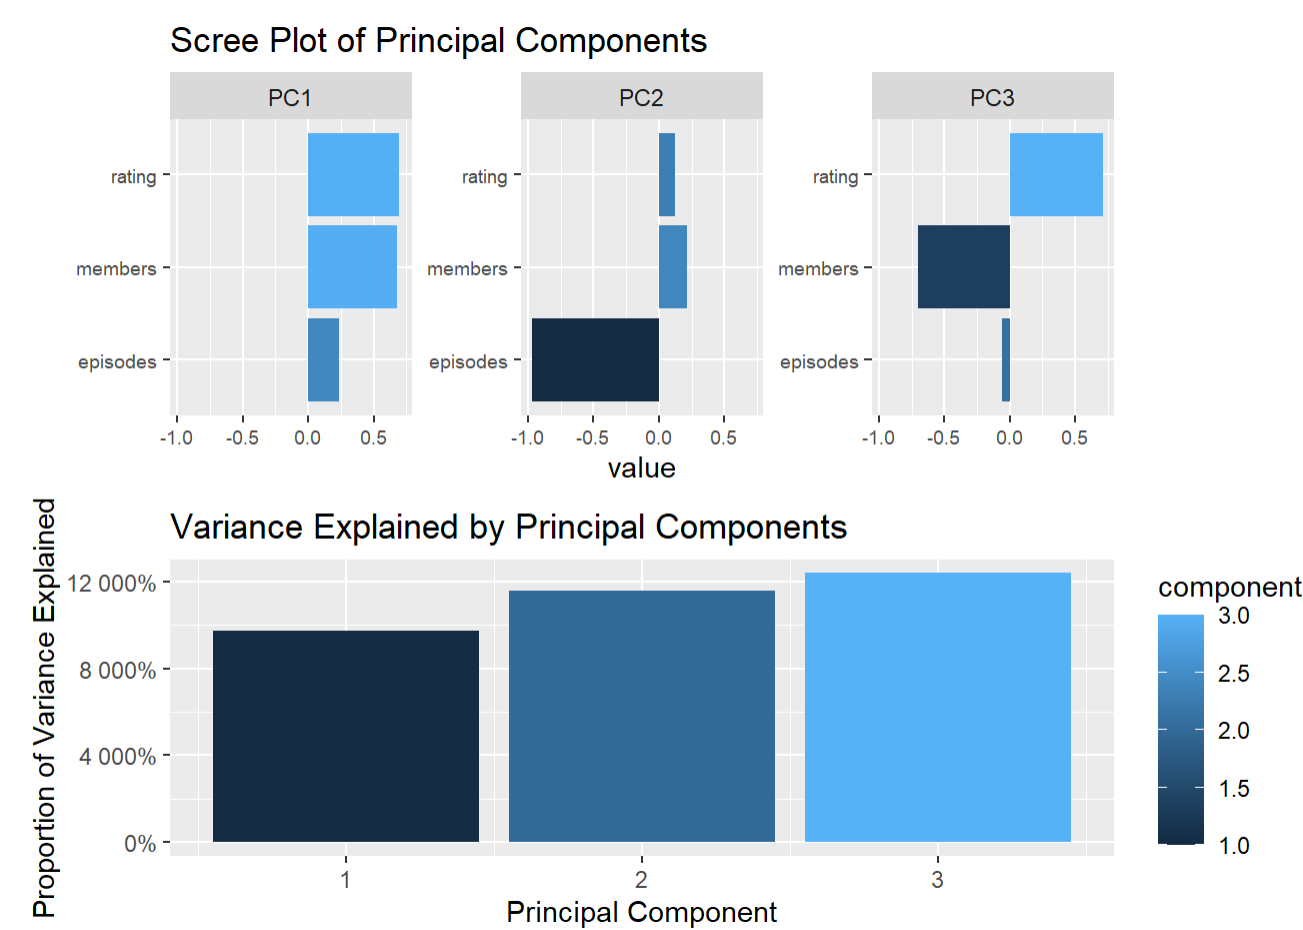 Scree Plot of Principal Components
PC1
PC2
PC3
rating
members
episodes
rating
members
episodes
rating
members
episodes
-1.0 -0.5 0.0 0.5
-1.0 -0.5 0.0 0.5
-1.0 -0.5 0.0 0.5
value
Variance Explained by Principal Components
Proportion of Variance Explained
12 000%
8 000%
4 000%
0%
1 2 3
Principal Component
component
3.0
2.5
2.0
1.5
1.0